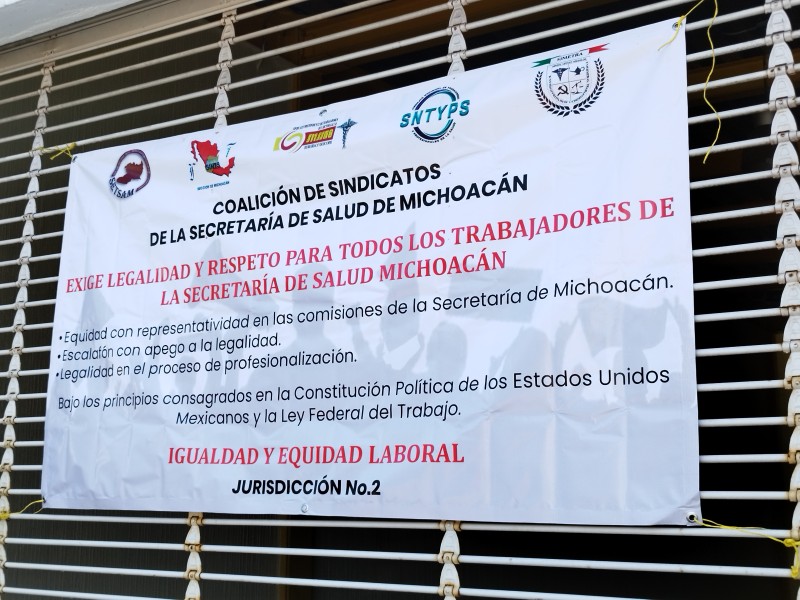 SETSAM
SNTYPS
SIMETRA
COALICIÓN DE SINDICATOS
DE LA SECRETARÍA DE SALUD DE MICHOACÁN
EXIGE LEGALIDAD Y RESPETO PARA TODOS LOS TRABAJADORES DE
LA SECRETARÍA DE SALUD MICHOACÁN
•Equidad con representatividad en las comisiones de la Secretaría de Michoacán.
•Escalafón con apego a la legalidad.
•Legalidad en el proceso de profesionalización.
Bajo los principios consagrados en la Constitución Política de los Estados Unidos
Mexicanos y la Ley Federal del Trabajo.
IGUALDAD Y EQUIDAD LABORAL
JURISDICCIÓN No.2